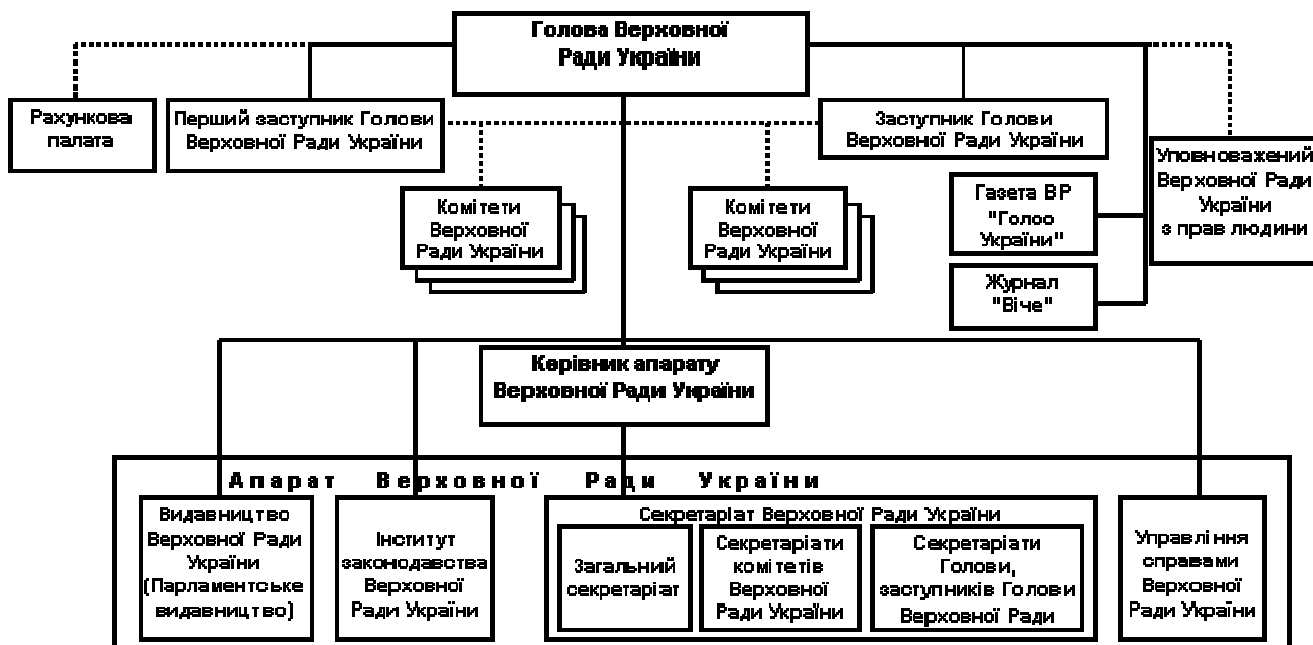 Голова Верховної
Ради України
Рахункова
палата
Перший заступник Голови
Верховної Ради України
Заступник Голови
Верховної Ради України
Уповноважений
Верховної Ради
України
з прав людини
Комітети
Верховної
Ради України
Комітети
Верховної
Ради України
Газета ВР
"Голос
України"
Журнал
"Віче"
Керівник апарату
Верховної Ради України
Апарат Верховної Ради України
Видавництво
Верховної Ради
України
(Парламентське
видавництво)
Інститут
законодавства
Верховної
Ради України
Секретаріат Верховної Ради України
Загальний
секретаріат
Секретаріати
комітетів
Верховної
Ради України
Секретаріати
Голови,
заступників Голови
Верховної Ради
Управління
справами
Верховної
Ради України